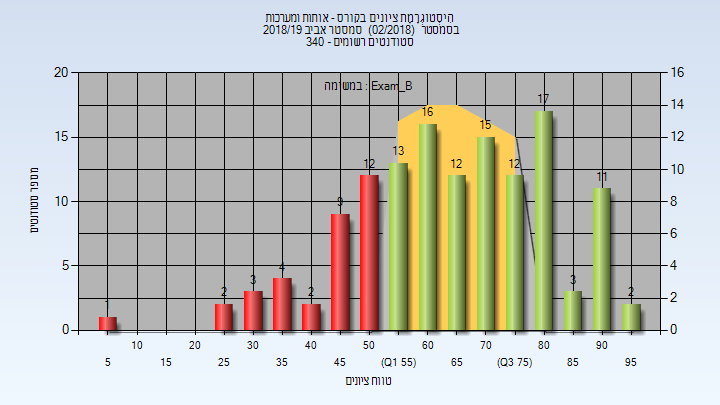 היסטוגרמת ציונים בקורס - אותות ומערכות
בסמסטר (02/2018) סמסטר אביב 2018/19
סטודנטים רשומים - 340
במשימה : Exam_B
20 16
15 14 12
10 10 8
5 6 4
0 2 0
1 2 3 4 2 9 12 13 16 12 15 12 17 3 11 2
מספר סטודנטים
10 20 30 40 50 60 70 80 90
5 15 25 35 45 (Q1 55) 65 (Q3 75) 85 95
טווח ציונים